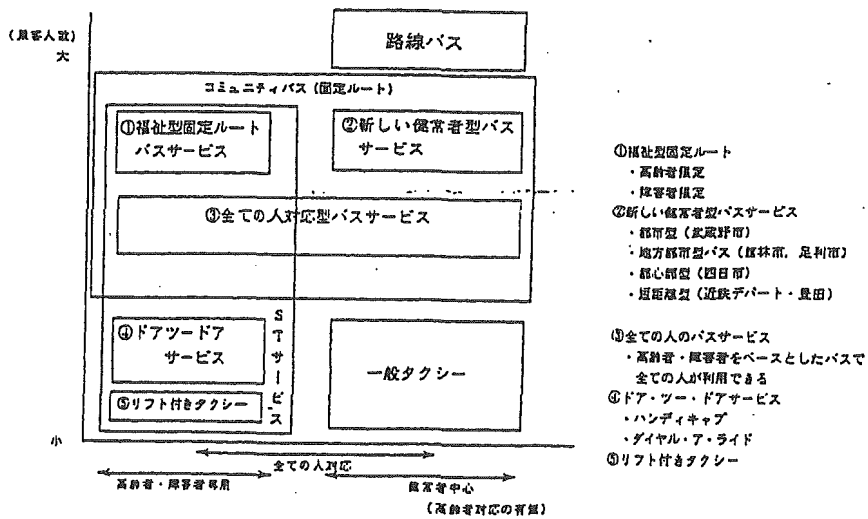 (乗客人数)
大
路線バス
コミュニティバス (固定ルート)
①福祉型固定ルート
バスサービス
②新しい健常者型バス
サービス
③全ての人対応型バスサービス
④ドアツードア
サービス
STサービス
一般タクシー
⑤リフト付きタクシー
小
全ての人対応
高齢者・障害者専用
健常者中心
(高齢者対応の有無)
①福祉型固定ルート
・高齢者限定
・障害者限定
②新しい健常者型バスサービス
・都市型 (武蔵野市)
・地方都市型バス (館林市, 足利市)
・都心部型 (四日市)
・短距離型 (近鉄デパート・豊田)
③全ての人のバスサービス
・高齢者・障害者をベースとしたバスで
全ての人が利用できる
④ドア・ツー・ドアサービス
・ハンディキャブ
・ダイヤル・ア・ライド
⑤リフト付きタクシー